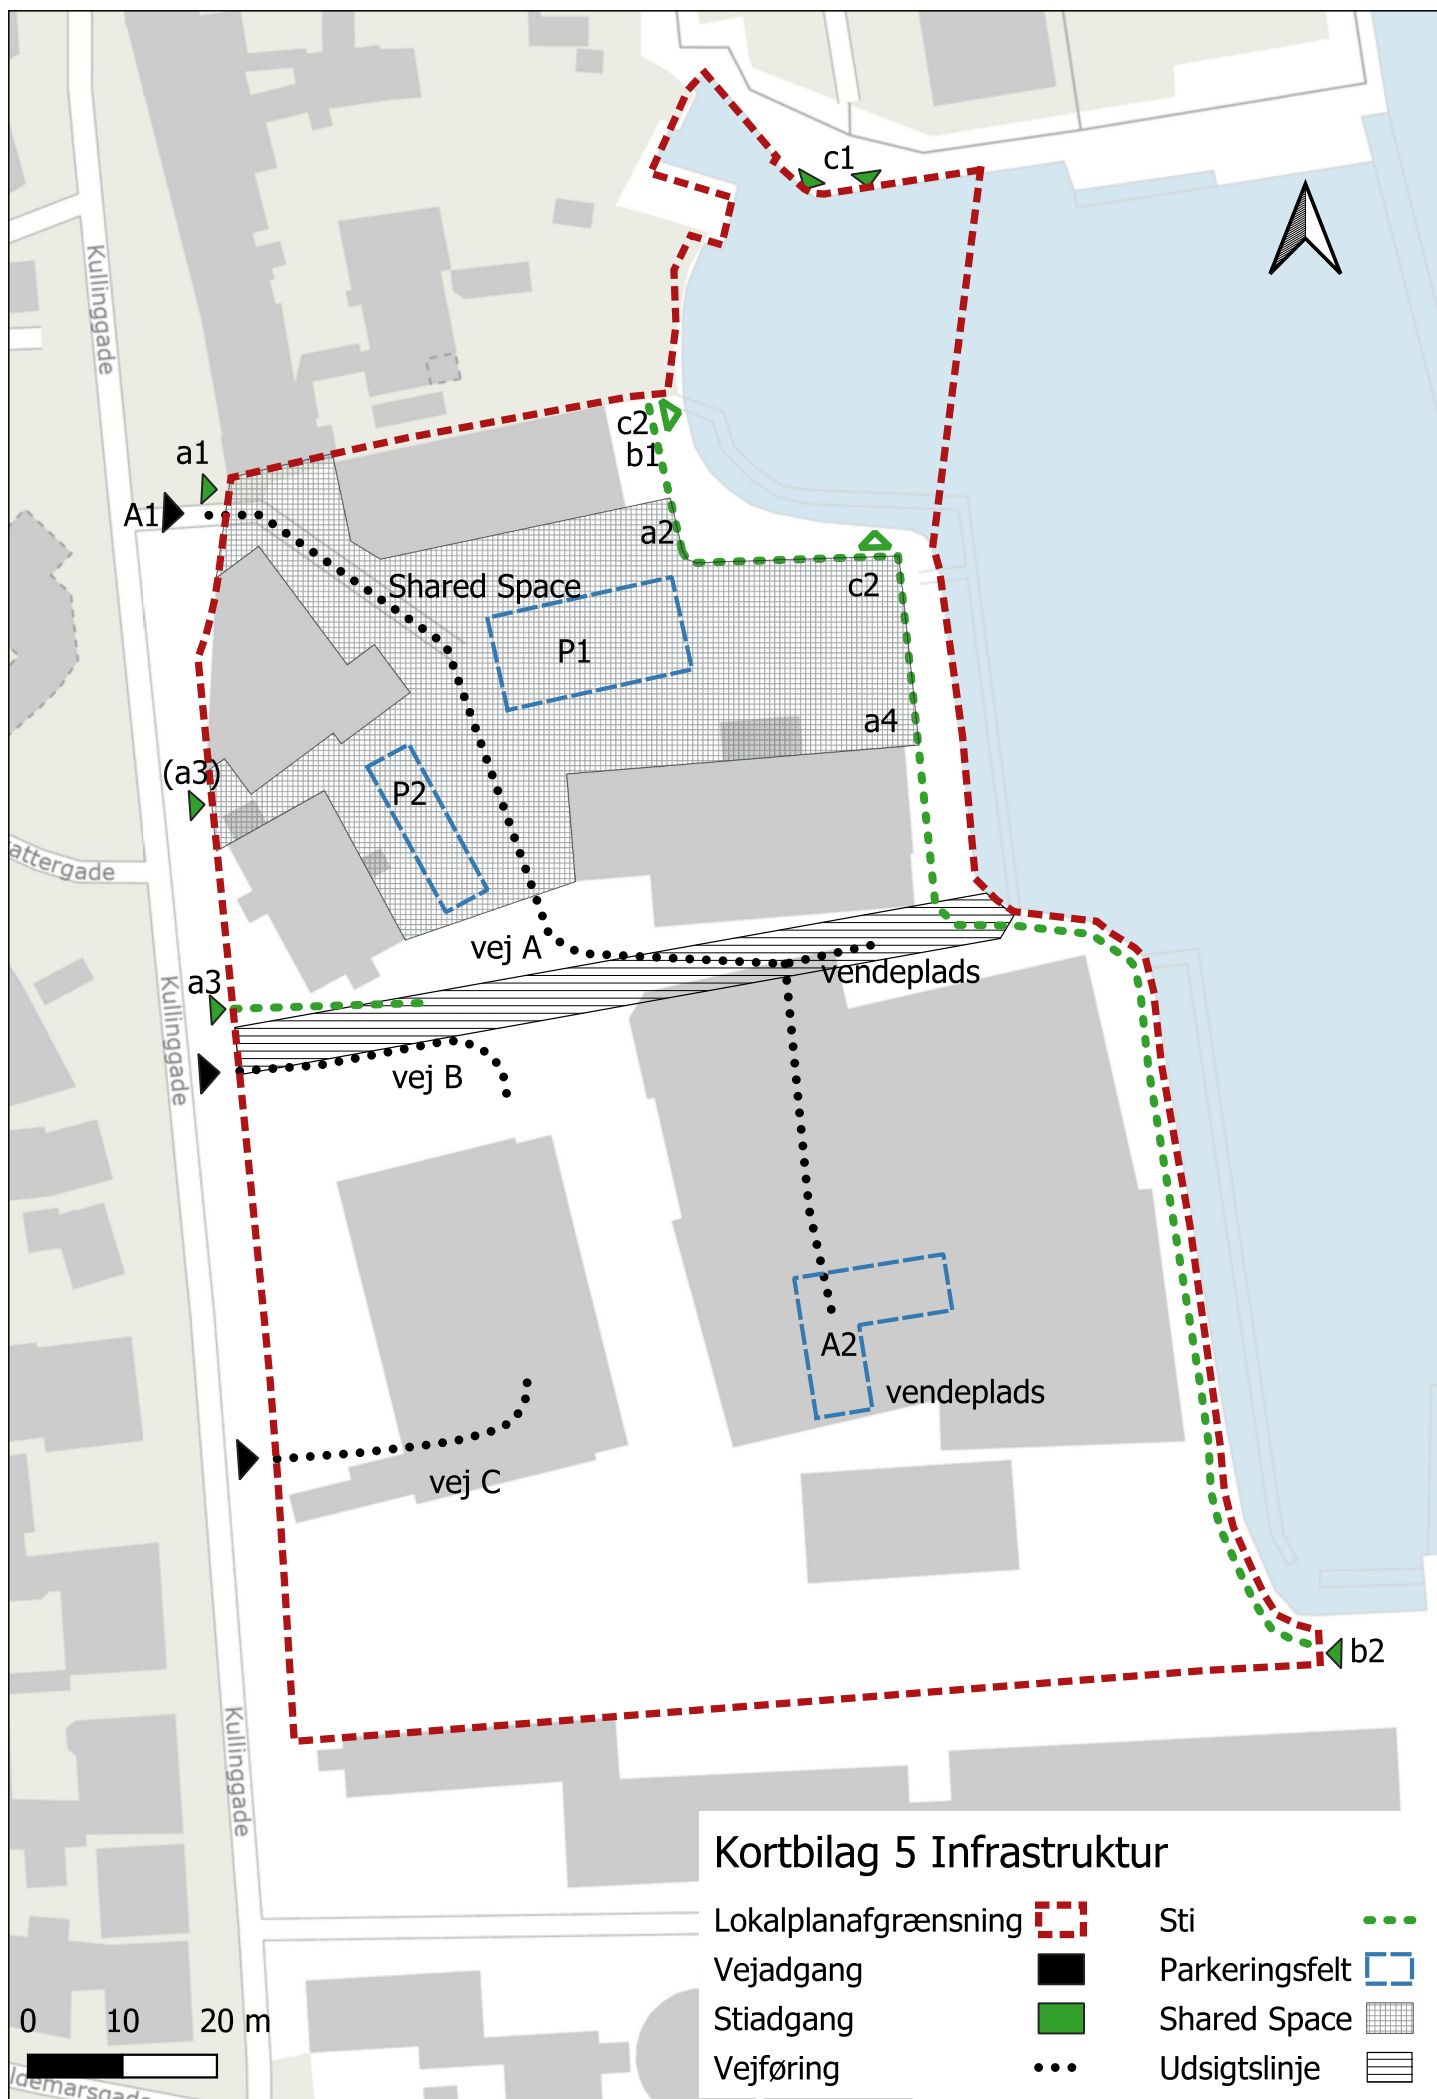 c1
Kullinggade
c2
b1
a1
A1
a2
Shared Space
c2
P1
a4
(a3)
P2
attergade
vej A
vendeplads
a3
Kullinggade
vej B
A2
vendeplads
vej C
b2
Kullinggade
Kortbilag 5 Infrastruktur
Lokalplanafgrænsning
Vejadgang
Stiadgang
Vejføring
Sti
Parkeringsfelt
Shared Space
Udsigtslinje
0 10 20 m
ldemarsgade